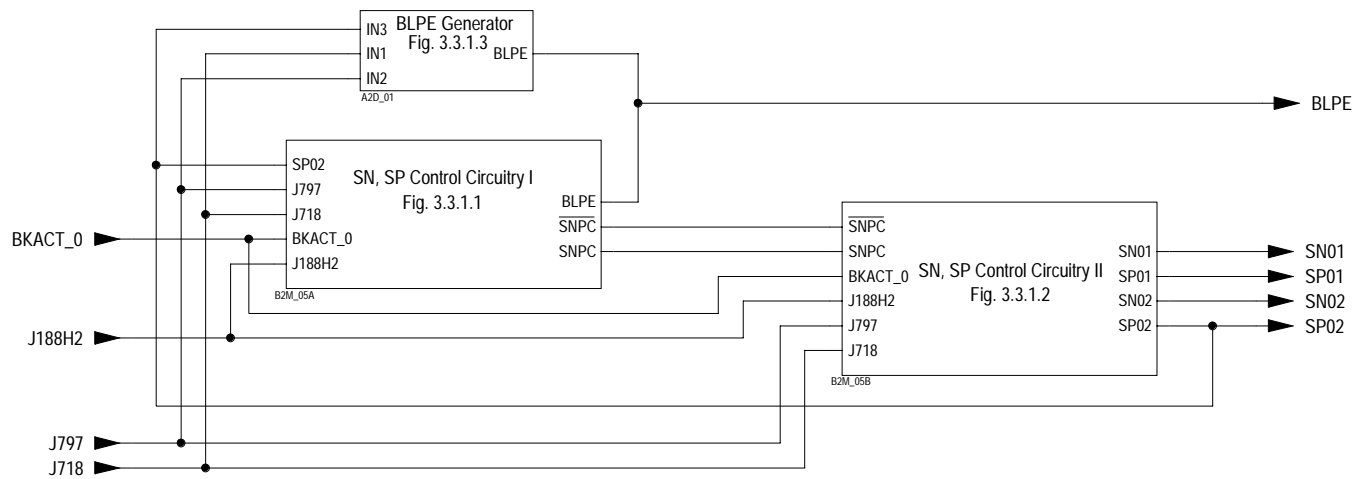 IN3
BLPE Generator
Fig. 3.3.1.3
IN1
BLPE
IN2
A2D_01
BLPE
SP02
SN, SP Control Circuitry I
Fig. 3.3.1.1
J797
J718
BKACT_0
J188H2
BLPE
S̅N̅P̅C̅
SNPC
B2M_05A
BKACT_0
J188H2
S̅N̅P̅C̅
SNPC
BKACT_0
J188H2
J797
J718
SN, SP Control Circuitry II
Fig. 3.3.1.2
SN01
SP01
SN02
SP02
B2M_05B
SN01
SP01
SN02
SP02
J797
J718